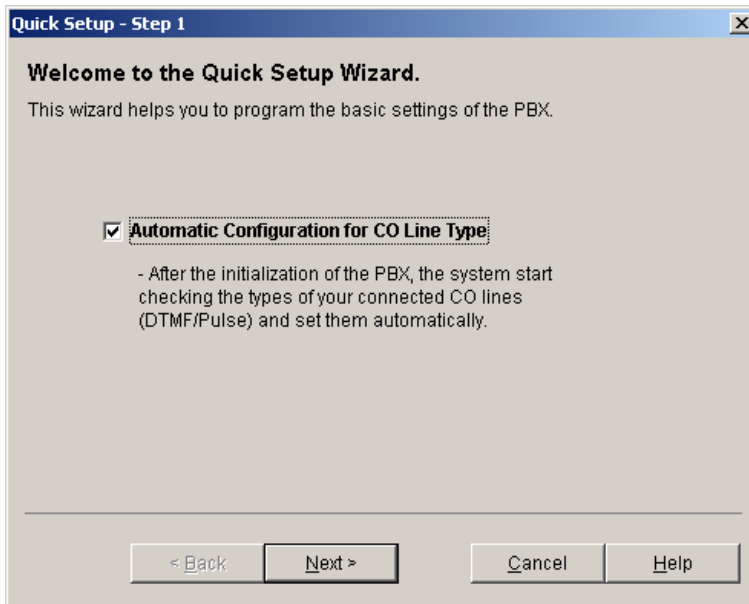 Quick Setup - Step 1
Welcome to the Quick Setup Wizard.
This wizard helps you to program the basic settings of the PBX.
Automatic Configuration for CO Line Type
- After the initialization of the PBX, the system start
checking the types of your connected CO lines
(DTMF/Pulse) and set them automatically.
< Back Next > Cancel Help